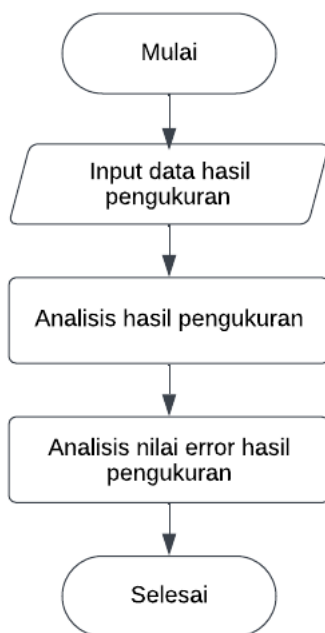 Mulai
Input data hasil
pengukuran
Analisis hasil pengukuran
Analisis nilai error hasil
pengukuran
Selesai